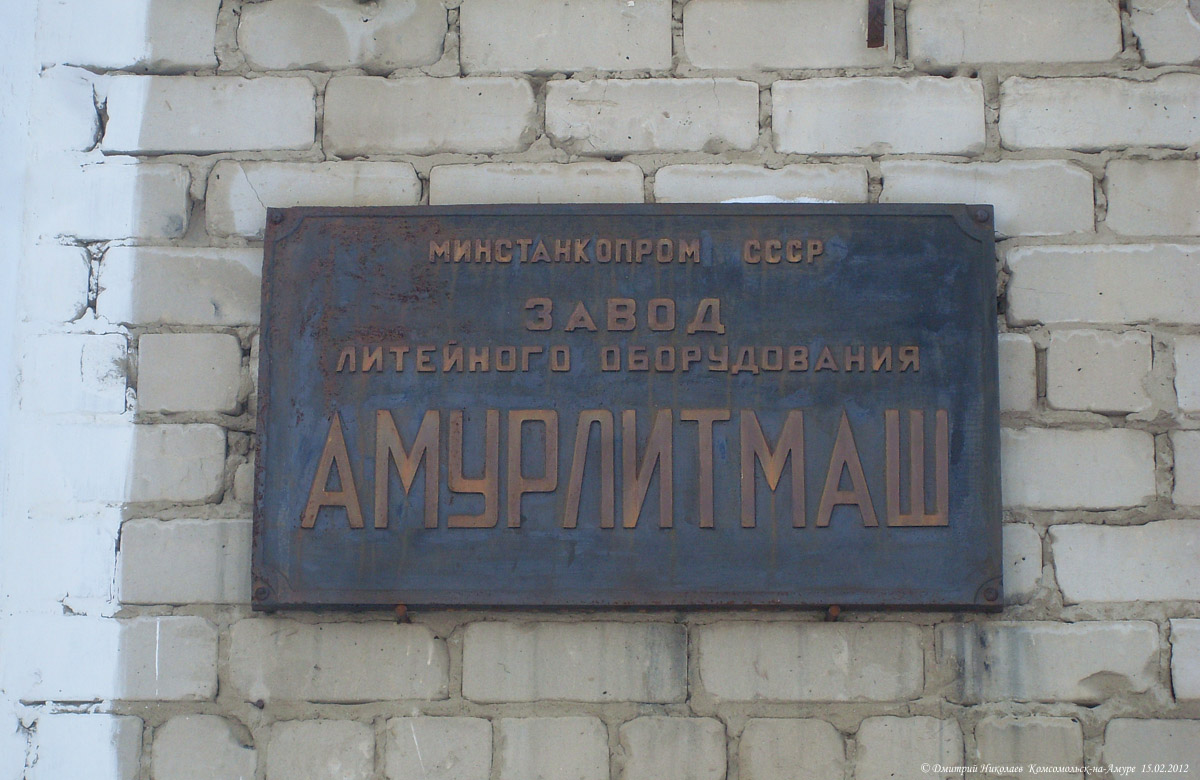 МИНСТАНКОПРОМ СССР
ЗАВОД
ЛИТЕЙНОГО ОБОРУДОВАНИЯ
АМУРЛИТМАШ
© Дмитрий Николаев Комсомольск-на-Амуре 15.02.2012